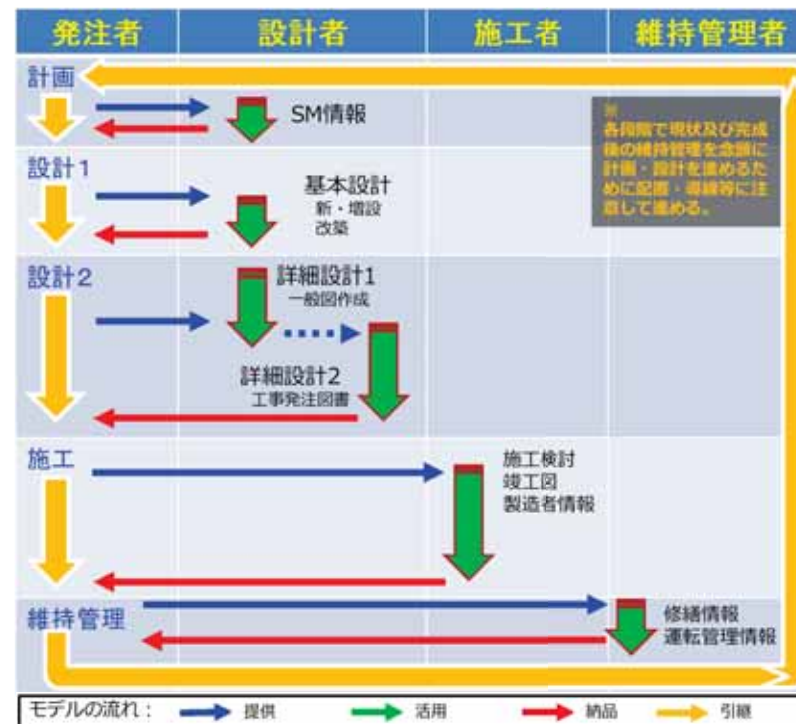 発注者 設計者 施工者 維持管理者
計画
SM情報
※
各段階で現状及び完成
後の維持管理を念頭に
計画・設計を進めるた
めに配置・導線等に注
意して進める。
設計1
基本設計
新・増設
改築
設計2
詳細設計1
一般図作成
詳細設計2
工事発注図書
施工
施工検討
竣工図
製造者情報
維持管理
修繕情報
運転管理情報
モデルの流れ： 提供 活用 納品 引継